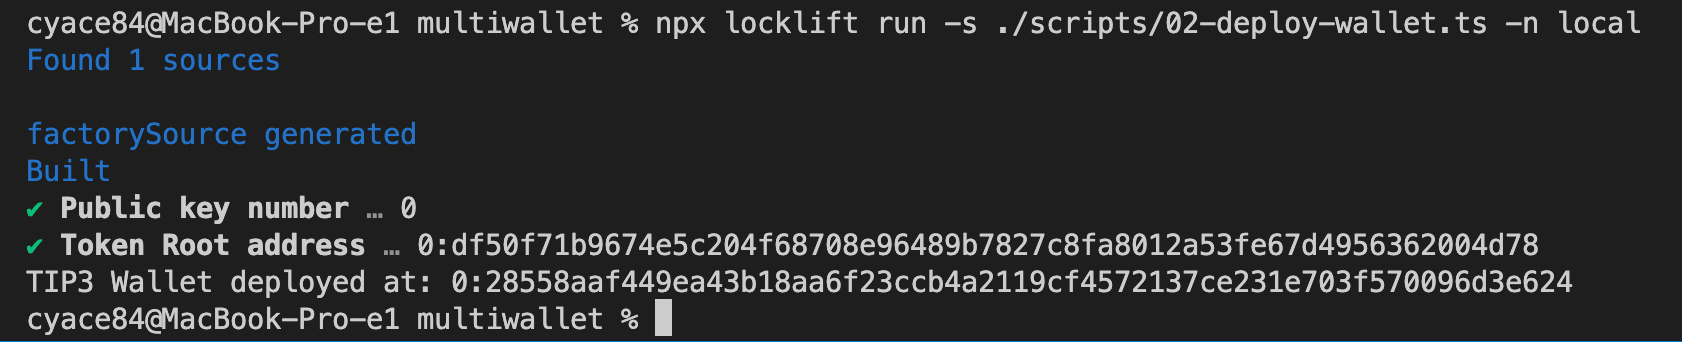 cyace84@MacBook-Pro-e1 multiwallet % npx locklift run -s ./scripts/02-deploy-wallet.ts -n local
Found 1 sources
factorySource generated
Built
✔ Public key number … 0
✔ Token Root address … 0:df50f71b9674e5c204f68708e96489b7827c8fa8012a53fe67d4956362004d78
TIP3 Wallet deployed at: 0:28558aaf449ea43b18aa6f23ccb4a2119cf4572137ce231e703f570096d3e624
cyace84@MacBook-Pro-e1 multiwallet %